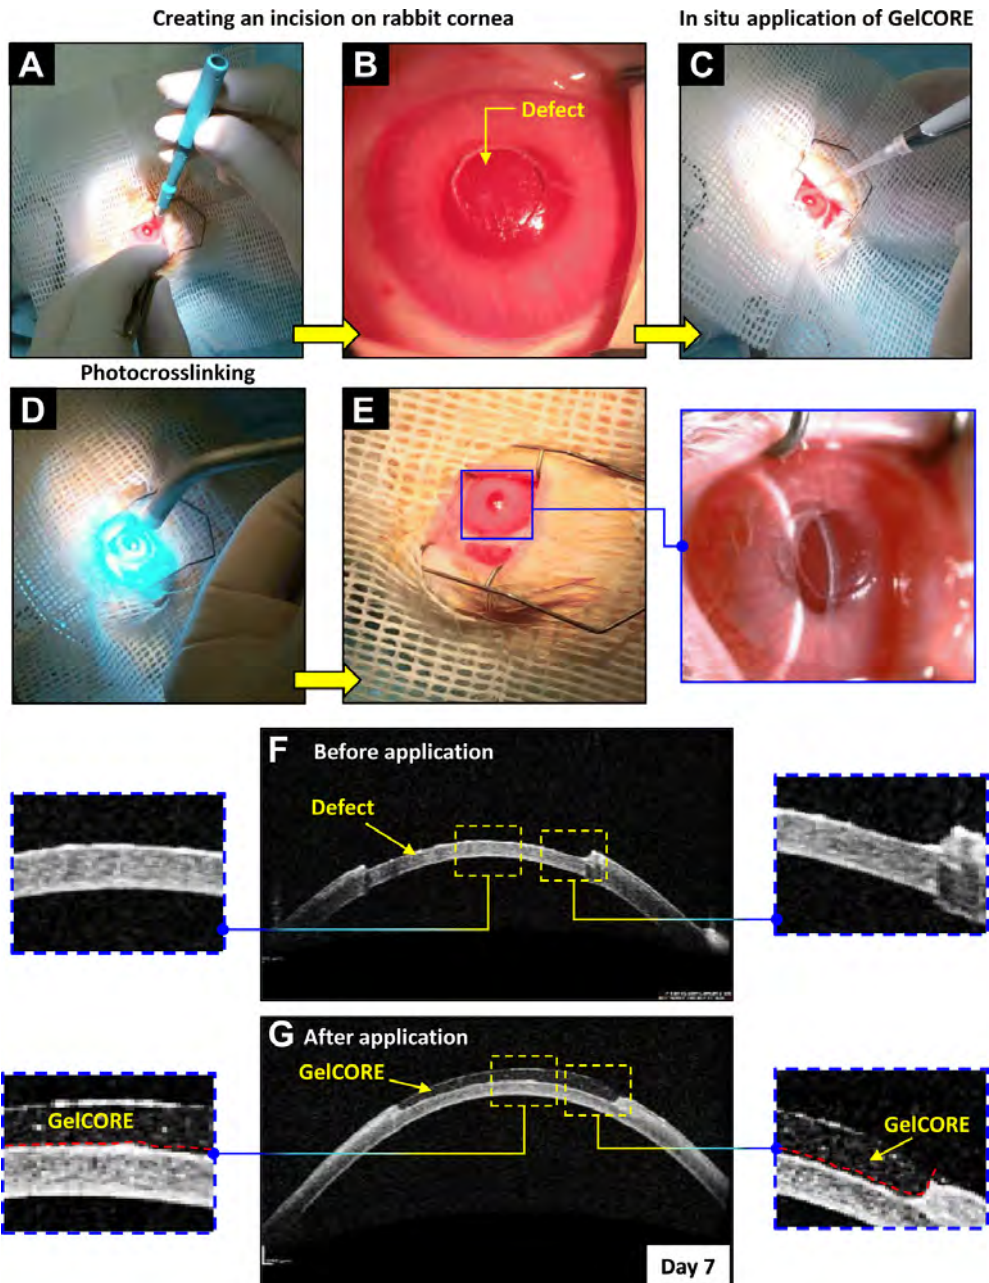 Creating an incision on rabbit cornea
In situ application of GelCORE
A
B
Defect
C
Photocrosslinking
D
E
F Before application
Defect
G After application
GelCORE
GelCORE
GelCORE
Day 7